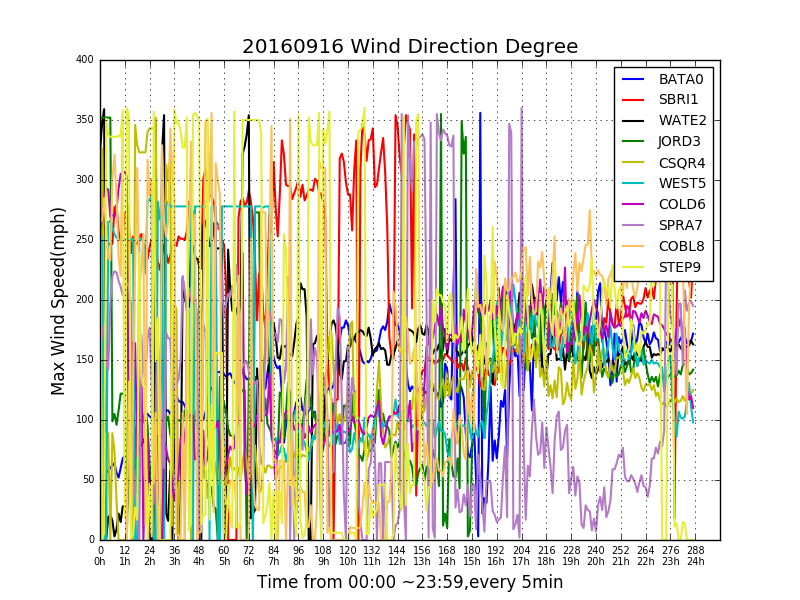 20160916 Wind Direction Degree
400
350
300
250
200
150
100
50
0
Max Wind Speed(mph)
BATA0
SBRI1
WATE2
JORD3
CSQR4
WEST5
COLD6
SPRA7
COBL8
STEP9
0 12 24 36 48 60 72 84 96 108 120 132 144 156 168 180 192 204 216 228 240 252 264 276 288
0h 1h 2h 3h 4h 5h 6h 7h 8h 9h 10h 11h 12h 13h 14h 15h 16h 17h 18h 19h 20h 21h 22h 23h 24h
Time from 00:00 ~23:59,every 5min